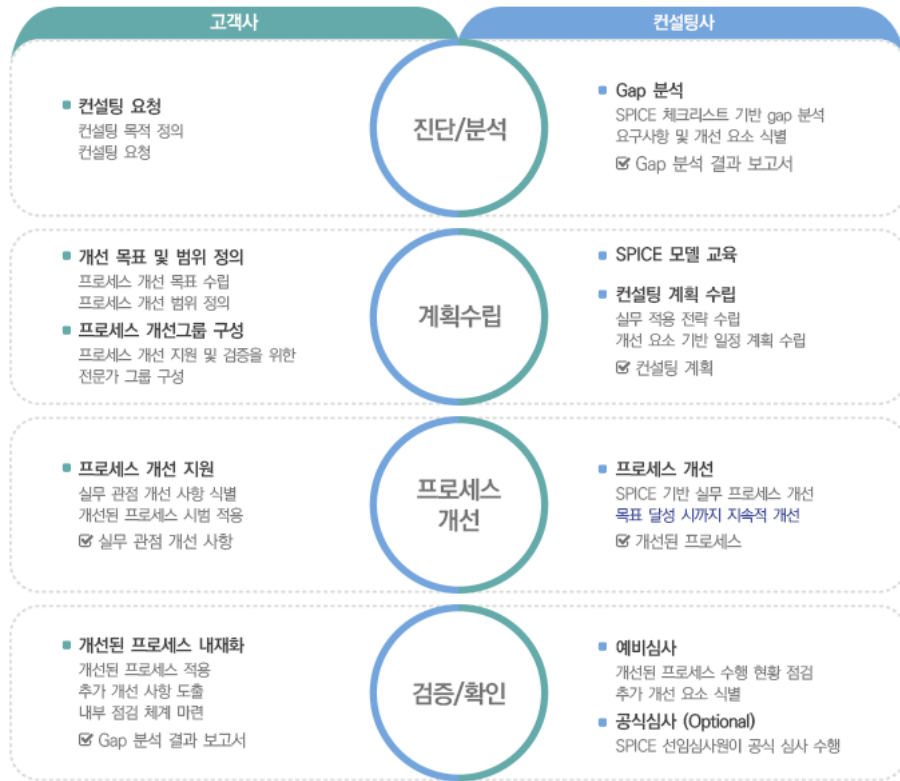 고객사
컨설팅사
컨설팅 요청
컨설팅 목적 정의
컨설팅 요청
진단/분석
Gap 분석
SPICE 체크리스트 기반 gap 분석
요구사항 및 개선 요소 식별
Gap 분석 결과 보고서
개선 목표 및 범위 정의
프로세스 개선 목표 수립
프로세스 개선 범위 정의
프로세스 개선그룹 구성
프로세스 개선 지원 및 검증을 위한
전문가 그룹 구성
계획수립
SPICE 모델 교육
컨설팅 계획 수립
실무 적용 전략 수립
개선 요소 기반 일정 계획 수립
컨설팅 계획
프로세스 개선 지원
실무 관점 개선 사항 식별
개선된 프로세스 시범 적용
실무 관점 개선 사항
프로세스
개선
프로세스 개선
SPICE 기반 실무 프로세스 개선
목표 달성 시까지 지속적 개선
개선된 프로세스
개선된 프로세스 내재화
개선된 프로세스 적용
추가 개선 사항 도출
내부 점검 체계 마련
Gap 분석 결과 보고서
검증/확인
예비심사
개선된 프로세스 수행 현황 점검
추가 개선 요소 식별
공식심사 (Optional)
SPICE 선임심사원이 공식 심사 수행